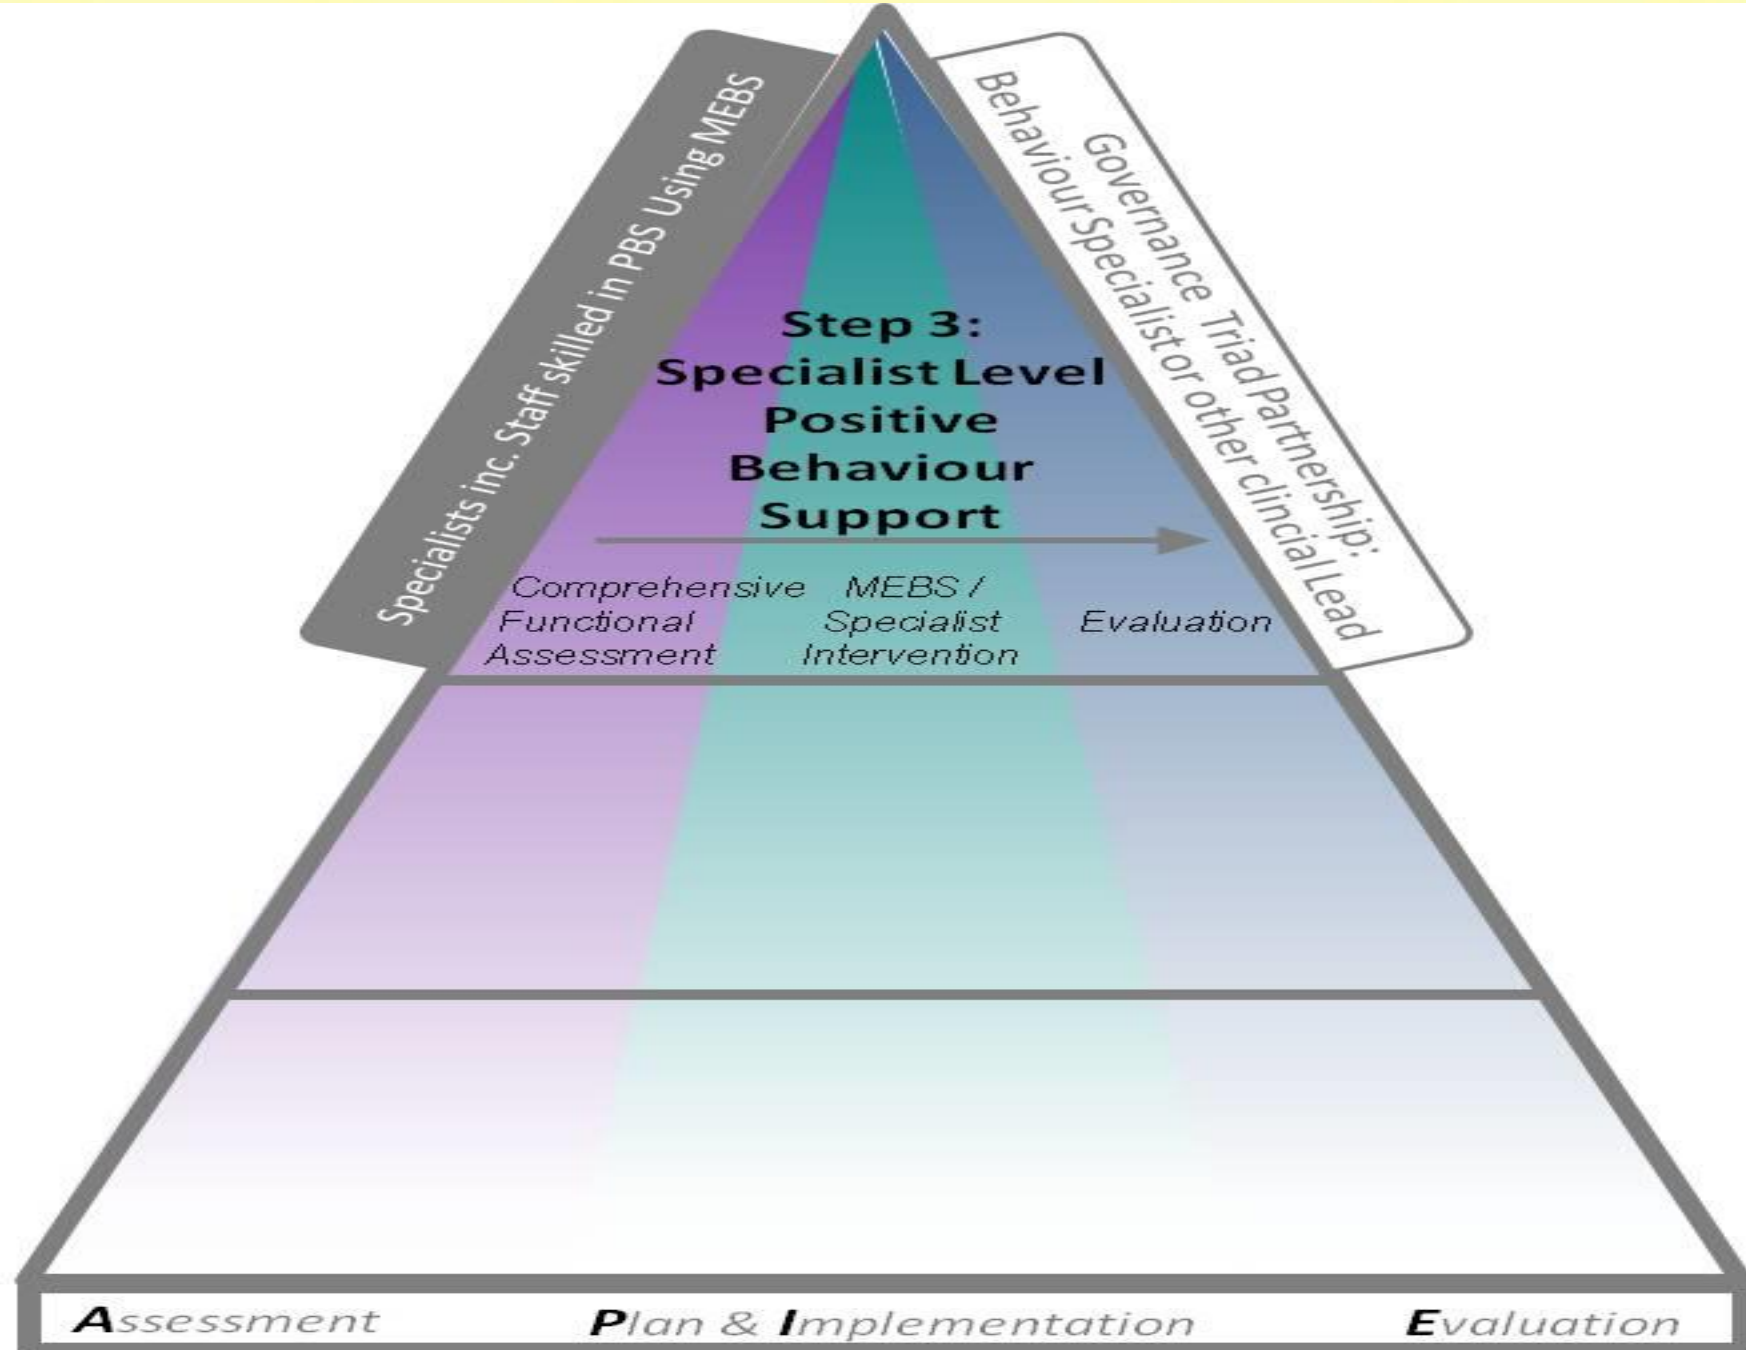 Specialists inc. Staff skilled in PBS Using MEBS
Governance Triad Partnership:
Behaviour Specialist or other clincial Lead
Step 3:
Specialist Level
Positive
Behaviour
Support
Comprehensive
Functional
Assessment
MEBS /
Specialist
Intervention
Evaluation
Assessment
Plan & Implementation
Evaluation